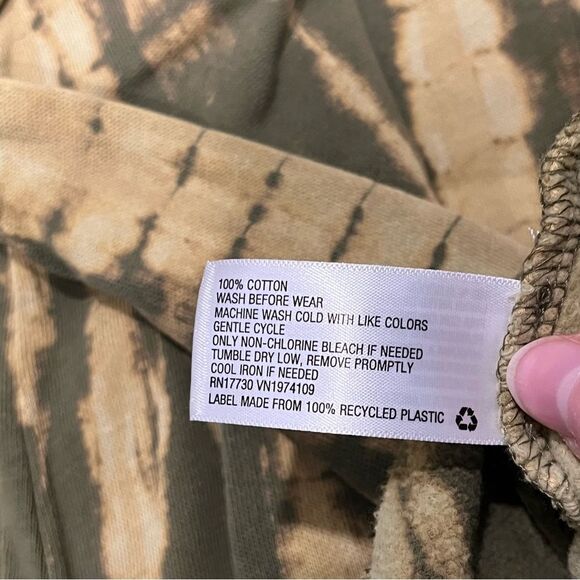 100% COTTON
WASH BEFORE WEAR
MACHINE WASH COLD WITH LIKE COLORS
GENTLE CYCLE
ONLY NON-CHLORINE BLEACH IF NEEDED
TUMBLE DRY LOW, REMOVE PROMPTLY
COOL IRON IF NEEDED
RN17730 VN1974109
LABEL MADE FROM 100% RECYCLED PLASTIC